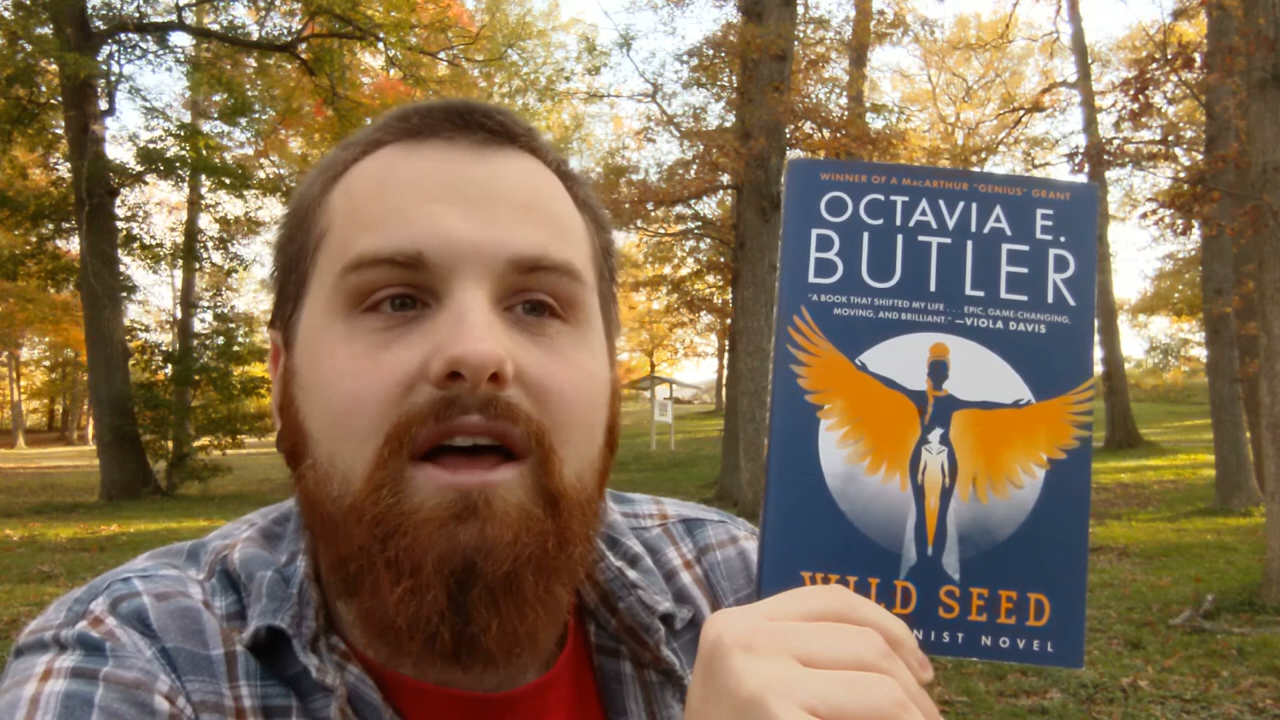 WINNER OF A MacARTHUR "GENIUS" GRANT
OCTAVIA E.
BUTLER
"A BOOK THAT SHIFTED MY LIFE . . . EPIC, GAME-CHANGING,
MOVING, AND BRILLIANT." —VIOLA DAVIS
WILD SEED
NIST NOVEL